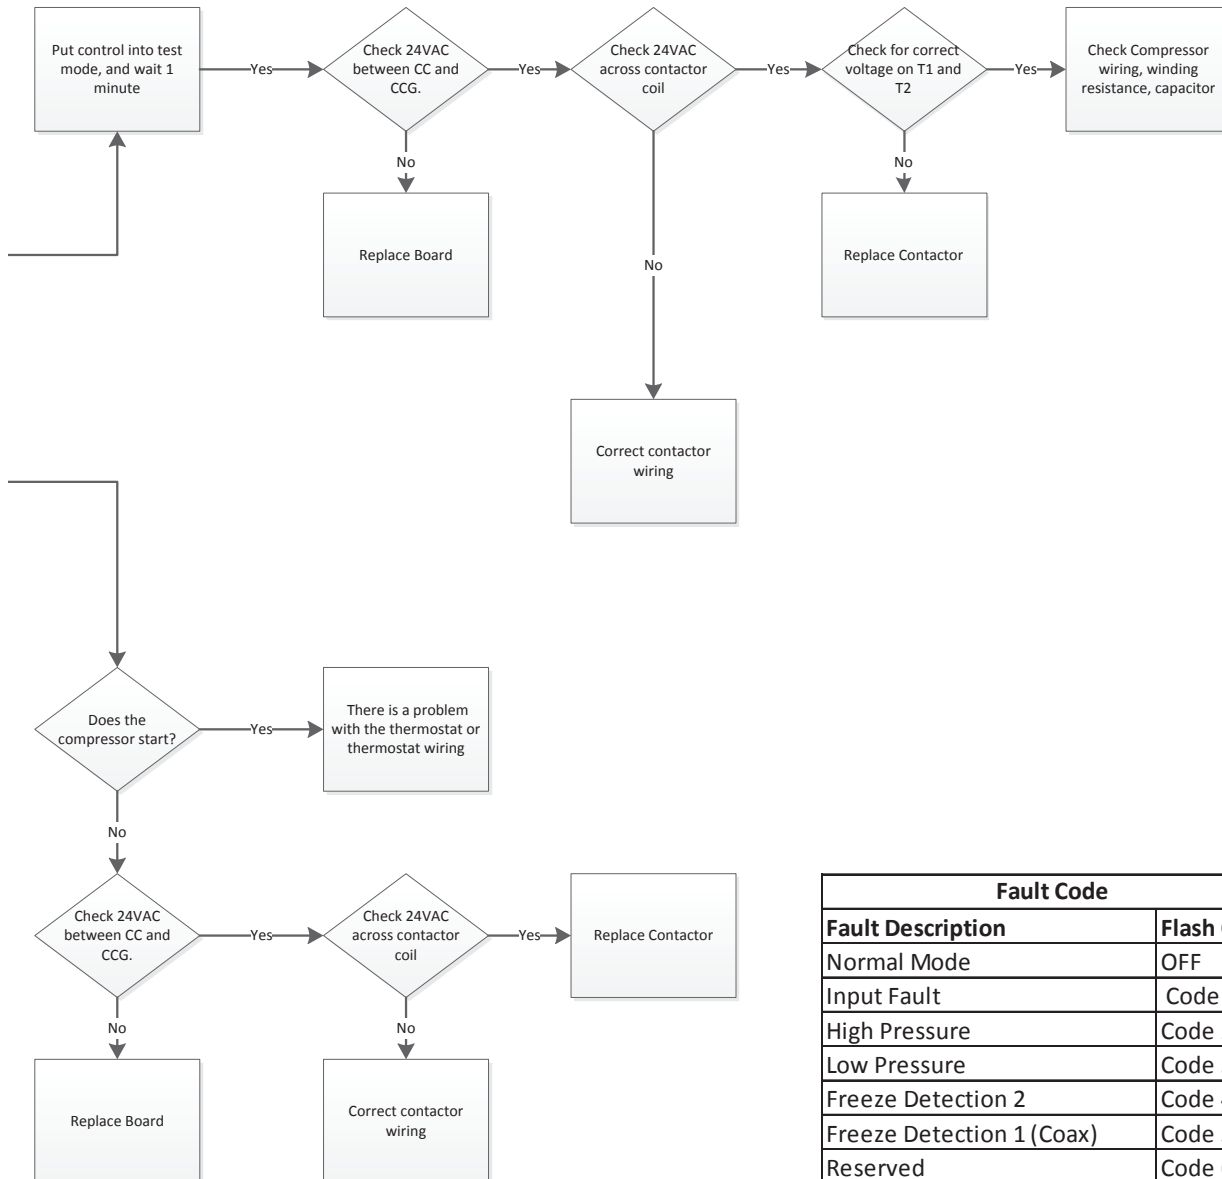 Put control into test
mode, and wait 1
minute
Yes
Check 24VAC
between CC and
CCG.
Yes
Check 24VAC
across contactor
coil
Yes
Check for correct
voltage on T1 and
T2
Yes
Check Compressor
wiring, winding
resistance, capacitor
No
No
Replace Board
Replace Contactor
No
Correct contactor
wiring
Does the
compressor start?
Yes
There is a problem
with the thermostat or
thermostat wiring
No
Check 24VAC
between CC and
CCG.
Yes
Check 24VAC
across contactor
coil
Yes
Replace Contactor
No
No
Replace Board
Correct contactor
wiring
Fault Code
Fault Description Flash
Normal Mode OFF
Input Fault Code
High Pressure Code
Low Pressure Code
Freeze Detection 2 Code
Freeze Detection 1 (Coax) Code
Reserved Code